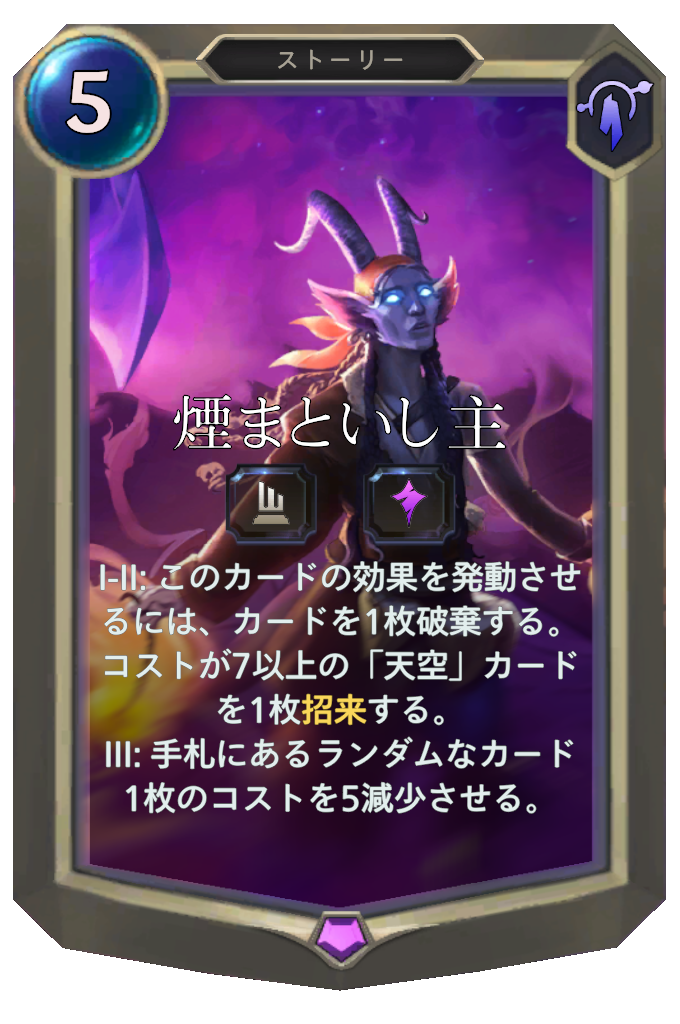 ストーリー
5
煙まといし主
I-II: このカードの効果を発動させ
るには、カードを1枚破棄する。
コストが7以上の「天空」カード
を1枚招来する。
III: 手札にあるランダムなカード
1枚のコストを5減少させる。